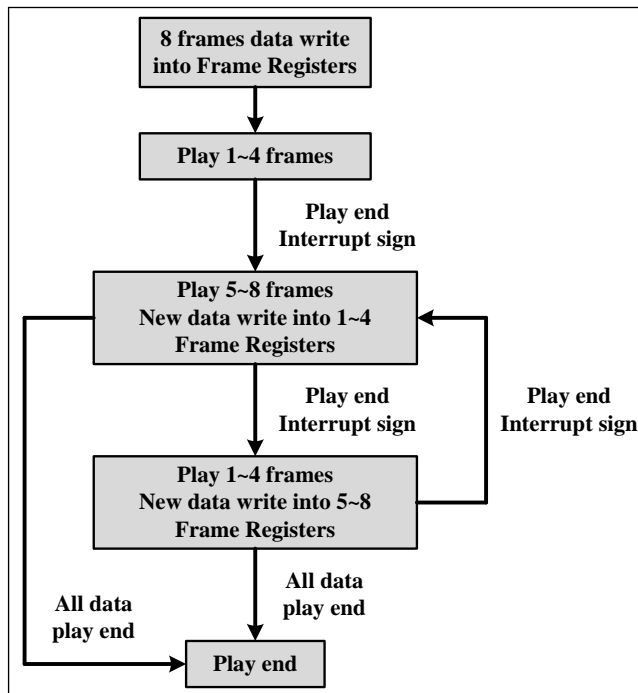 8 frames data write
into Frame Registers
Play 1~4 frames
Play end
Interrupt sign
Play 5~8 frames
New data write into 1~4
Frame Registers
Play end
Interrupt sign
Play end
Interrupt sign
Play 1~4 frames
New data write into 5~8
Frame Registers
All data
play end
All data
play end
Play end